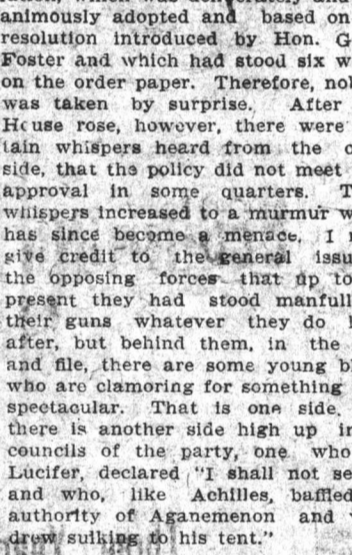 animously adopted and based on
resolution introduced by Hon. G
Foster and which had stood six w
on the order paper. Therefore, nob
was taken by surprise. After
House rose, however, there were
tain whispers heard from the
side, that the policy did not meet
approval in some quarters. T
whispers increased to a murmur w
has since become a menace. I
give credit to the general issu
the opposing forces that up to
present they had stood manfull
their guns whatever they do
after, but behind them, in the
and file, there are some young bl
who are clamoring for something
spectacular. That is one side.
there is another side high up in
councils of the party, one who
Lucifer, declared "I shall not se
and who, like Achilles, baffled
authority of Aganemenon and
drew sulking to his tent."